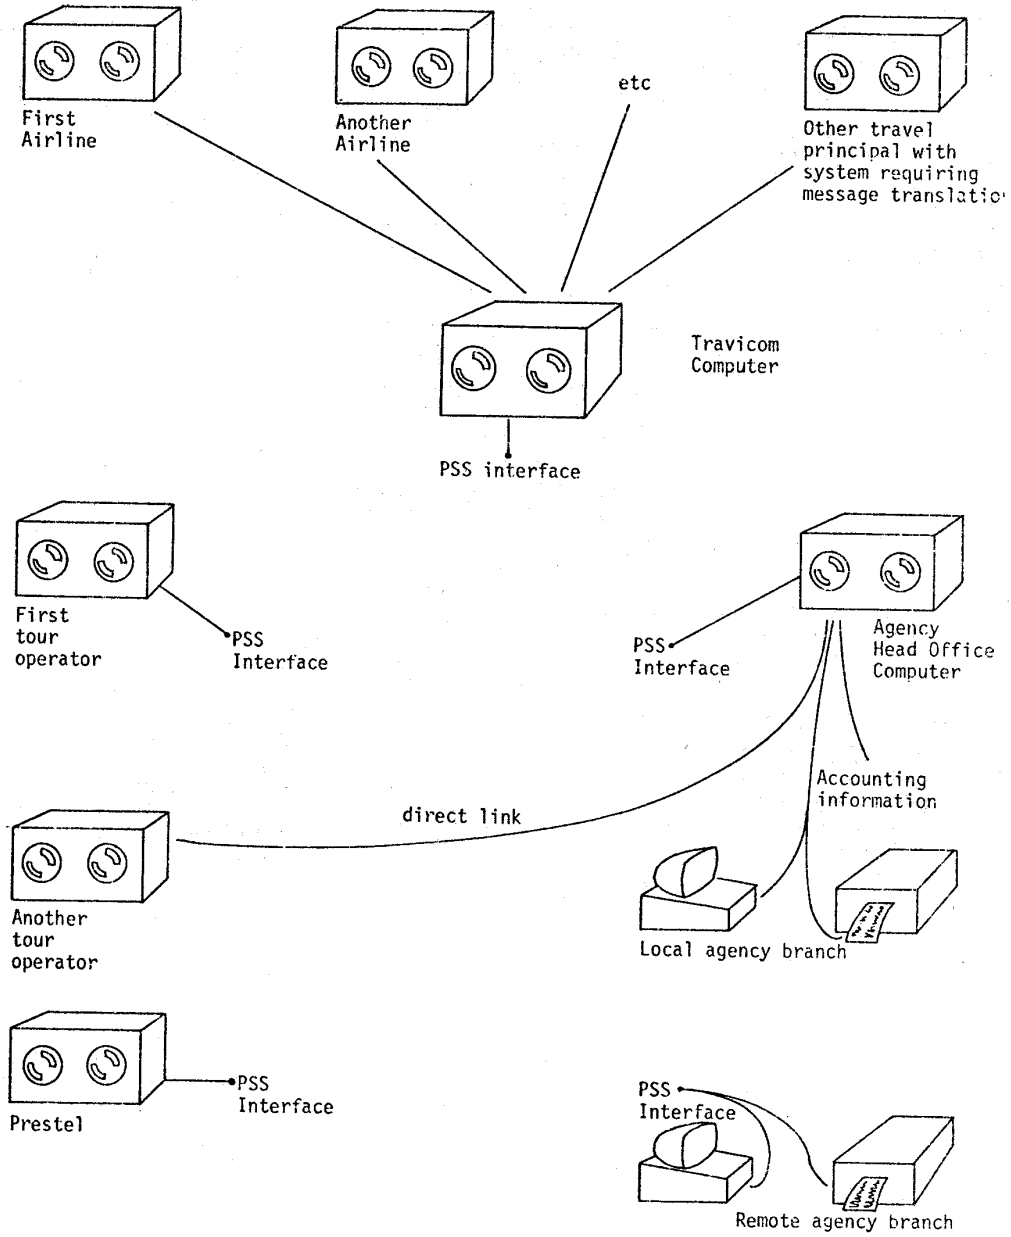 First
Airline
Another
Airline
etc
Other travel
principal with
system requiring
message translatio
Travicom
Computer
PSS interface
First
tour
operator
PSS
Interface
PSS
Interface
Agency
Head Office
Computer
Accounting
information
direct link
Another
tour
operator
Local agency branch
Prestel
PSS
Interface
PSS
Interface
Remote agency branch